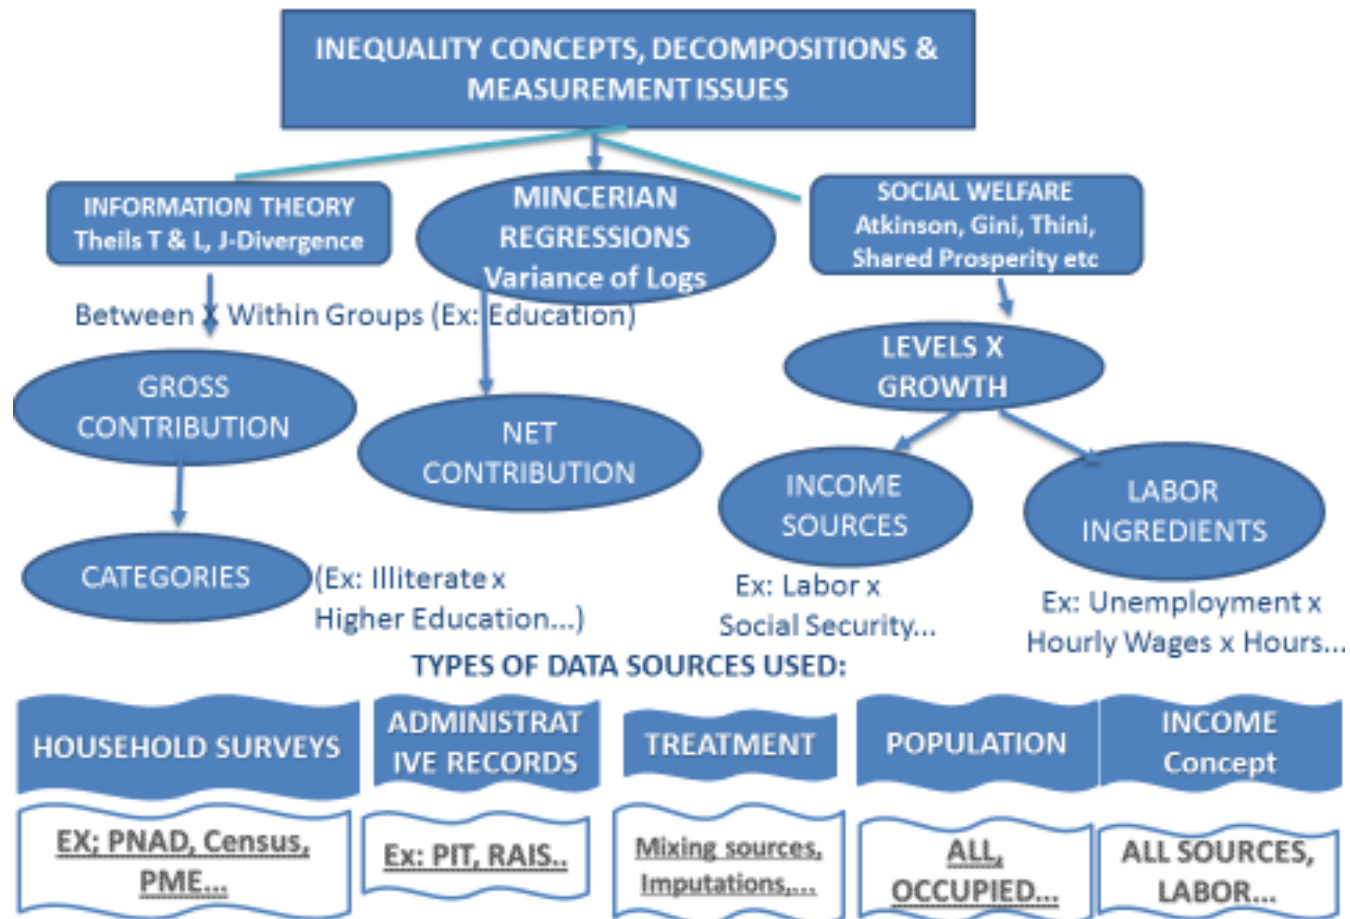 INEQUALITY CONCEPTS, DECOMPOSITIONS &
MEASUREMENT ISSUES
INFORMATION THEORY
Theils T & L, J-Divergence
MINCERIAN
REGRESSIONS
Variance of Logs
SOCIAL WELFARE
Atkinson, Gini, Thini,
Shared Prosperity etc
Between X Within Groups (Ex: Education)
GROSS
CONTRIBUTION
NET
CONTRIBUTION
LEVELS X
GROWTH
INCOME
SOURCES
LABOR
INGREDIENTS
CATEGORIES
(Ex: Illiterate x
Higher Education...)
Ex: Labor x
Social Security...
Ex: Unemployment x
Hourly Wages x Hours...
TYPES OF DATA SOURCES USED:
HOUSEHOLD SURVEYS
ADMINISTRAT
IVE RECORDS
TREATMENT
POPULATION
INCOME
Concept
EX; PNAD, Census,
PME...
Ex: PIT, RAIS..
Mixing sources,
Imputations,...
ALL,
OCCUPIED...
ALL SOURCES,
LABOR...